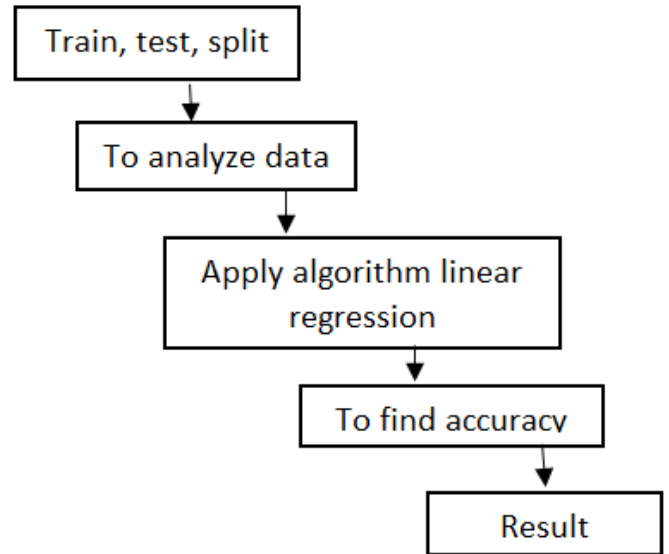 Train, test, split
To analyze data
Apply algorithm linear
regression
To find accuracy
Result